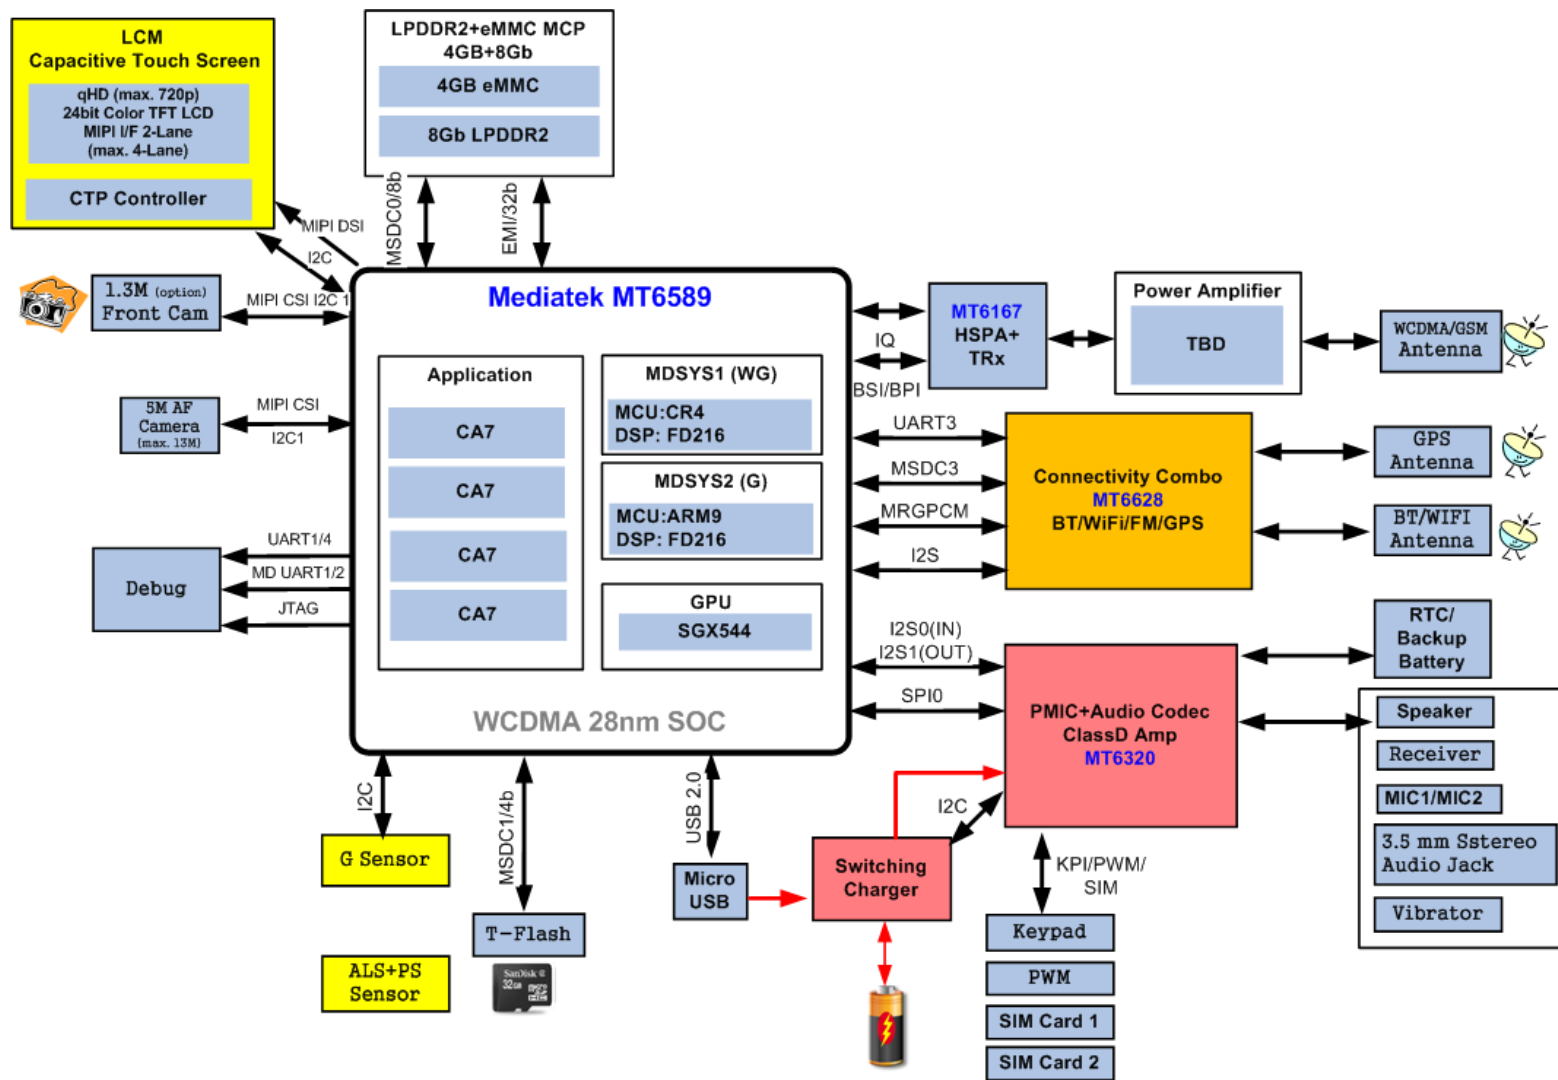 LCM
Capacitive Touch Screen
qHD (max. 720p)
24bit Color TFT LCD
MIPI I/F 2-Lane
(max. 4-Lane)
CTP Controller
LPDDR2+eMMC MCP
4GB+8Gb
4GB eMMC
8Gb LPDDR2
MSDC0/8b
EMI/32b
MIPI DSI
I2C
1.3M (option)
Front Cam
MIPI CSI I2C 1
5M AF
Camera
(max. 13M)
MIPI CSI
I2C1
Debug
UART1/4
MD UART1/2
JTAG
Mediatek MT6589
Application
CA7
CA7
CA7
CA7
MDSYS1 (WG)
MCU:CR4
DSP: FD216
MDSYS2 (G)
MCU:ARM9
DSP: FD216
GPU
SGX544
WCDMA 28nm SOC
IQ
BSI/BPI
MT6167
HSPA+
TRx
Power Amplifier
TBD
WCDMA/GSM
Antenna
UART3
MSDC3
MRGPCM
I2S
Connectivity Combo
MT6628
BT/WiFi/FM/GPS
GPS
Antenna
BT/WIFI
Antenna
I2S0(IN)
I2S1(OUT)
SPI0
PMIC+Audio Codec
ClassD Amp
MT6320
RTC/
Backup
Battery
Speaker
Receiver
MIC1/MIC2
3.5 mm Sstereo
Audio Jack
Vibrator
I2C
G Sensor
ALS+PS
Sensor
MSDC1/4b
T-Flash
SanDisk
32GB
micro
USB 2.0
Micro
USB
Switching
Charger
I2C
KPI/PWM/
SIM
Keypad
PWM
SIM Card 1
SIM Card 2